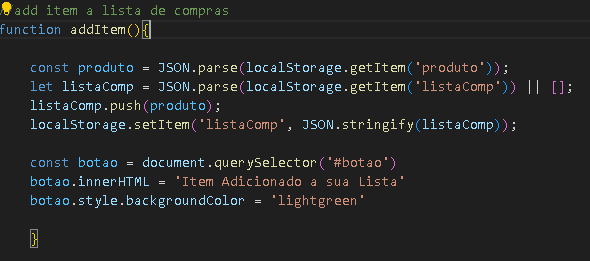 /add item a lista de compras
function addItem(){
const produto = JSON.parse(localStorage.getItem('produto'));
let listaComp = JSON.parse(localStorage.getItem('listaComp')) || [];
listaComp.push(produto);
localStorage.setItem('listaComp', JSON.stringify(listaComp));
const botao = document.querySelector('#botao')
botao.innerHTML = 'Item Adicionado a sua Lista'
botao.style.backgroundColor = 'lightgreen'
}